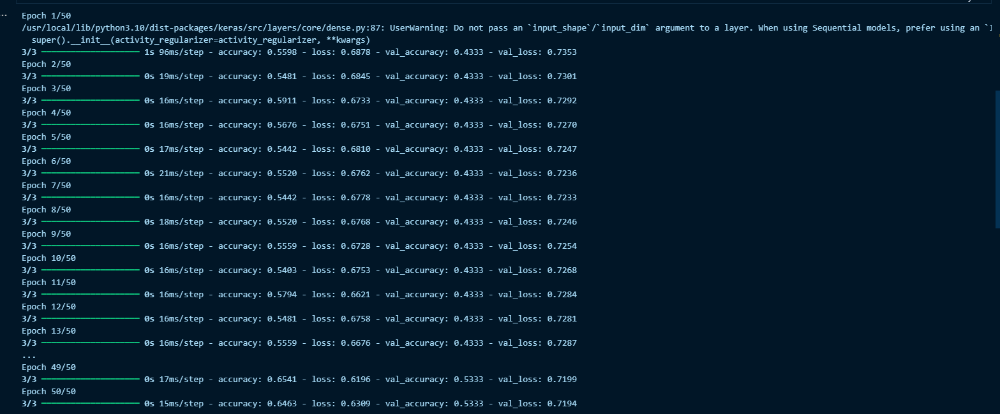 ...
Epoch 1/50
/usr/local/lib/python3.10/dist-packages/keras/src/layers/core/dense.py:87: UserWarning: Do not pass an `input_shape`/`input_dim` argument to a layer. When using Sequential models, prefer using an
super().__init__(activity_regularizer=activity_regularizer, **kwargs)
3/3 ━━━━━━━━━━━━━━━━━━━━ 1s 96ms/step - accuracy: 0.5598 - loss: 0.6878 - val_accuracy: 0.4333 - val_loss: 0.7353
Epoch 2/50
3/3 ━━━━━━━━━━━━━━━━━━━━ 0s 19ms/step - accuracy: 0.5481 - loss: 0.6845 - val_accuracy: 0.4333 - val_loss: 0.7301
Epoch 3/50
3/3 ━━━━━━━━━━━━━━━━━━━━ 0s 16ms/step - accuracy: 0.5911 - loss: 0.6733 - val_accuracy: 0.4333 - val_loss: 0.7292
Epoch 4/50
3/3 ━━━━━━━━━━━━━━━━━━━━ 0s 16ms/step - accuracy: 0.5676 - loss: 0.6751 - val_accuracy: 0.4333 - val_loss: 0.7270
Epoch 5/50
3/3 ━━━━━━━━━━━━━━━━━━━━ 0s 17ms/step - accuracy: 0.5442 - loss: 0.6810 - val_accuracy: 0.4333 - val_loss: 0.7247
Epoch 6/50
3/3 ━━━━━━━━━━━━━━━━━━━━ 0s 21ms/step - accuracy: 0.5520 - loss: 0.6762 - val_accuracy: 0.4333 - val_loss: 0.7236
Epoch 7/50
3/3 ━━━━━━━━━━━━━━━━━━━━ 0s 16ms/step - accuracy: 0.5442 - loss: 0.6778 - val_accuracy: 0.4333 - val_loss: 0.7233
Epoch 8/50
3/3 ━━━━━━━━━━━━━━━━━━━━ 0s 18ms/step - accuracy: 0.5520 - loss: 0.6768 - val_accuracy: 0.4333 - val_loss: 0.7246
Epoch 9/50
3/3 ━━━━━━━━━━━━━━━━━━━━ 0s 16ms/step - accuracy: 0.5559 - loss: 0.6728 - val_accuracy: 0.4333 - val_loss: 0.7254
Epoch 10/50
3/3 ━━━━━━━━━━━━━━━━━━━━ 0s 16ms/step - accuracy: 0.5403 - loss: 0.6753 - val_accuracy: 0.4333 - val_loss: 0.7268
Epoch 11/50
3/3 ━━━━━━━━━━━━━━━━━━━━ 0s 16ms/step - accuracy: 0.5794 - loss: 0.6621 - val_accuracy: 0.4333 - val_loss: 0.7284
Epoch 12/50
3/3 ━━━━━━━━━━━━━━━━━━━━ 0s 16ms/step - accuracy: 0.5481 - loss: 0.6758 - val_accuracy: 0.4333 - val_loss: 0.7281
Epoch 13/50
3/3 ━━━━━━━━━━━━━━━━━━━━ 0s 16ms/step - accuracy: 0.5559 - loss: 0.6676 - val_accuracy: 0.4333 - val_loss: 0.7287
...
Epoch 49/50
3/3 ━━━━━━━━━━━━━━━━━━━━ 0s 17ms/step - accuracy: 0.6541 - loss: 0.6196 - val_accuracy: 0.5333 - val_loss: 0.7199
Epoch 50/50
3/3 ━━━━━━━━━━━━━━━━━━━━ 0s 15ms/step - accuracy: 0.6463 - loss: 0.6309 - val_accuracy: 0.5333 - val_loss: 0.7194